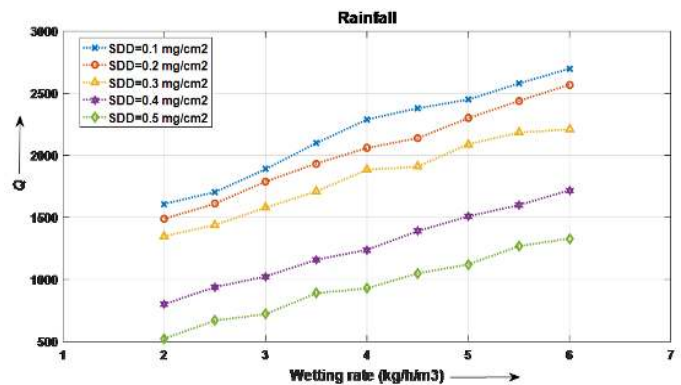 Rainfall
3000
2500
2000
1500
1000
500
Q
SDD=0.1 mg/cm2
SDD=0.2 mg/cm2
SDD=0.3 mg/cm2
SDD=0.4 mg/cm2
SDD=0.5 mg/cm2
1 2 3 4 5 6 7
Wetting rate (kg/h/m3)